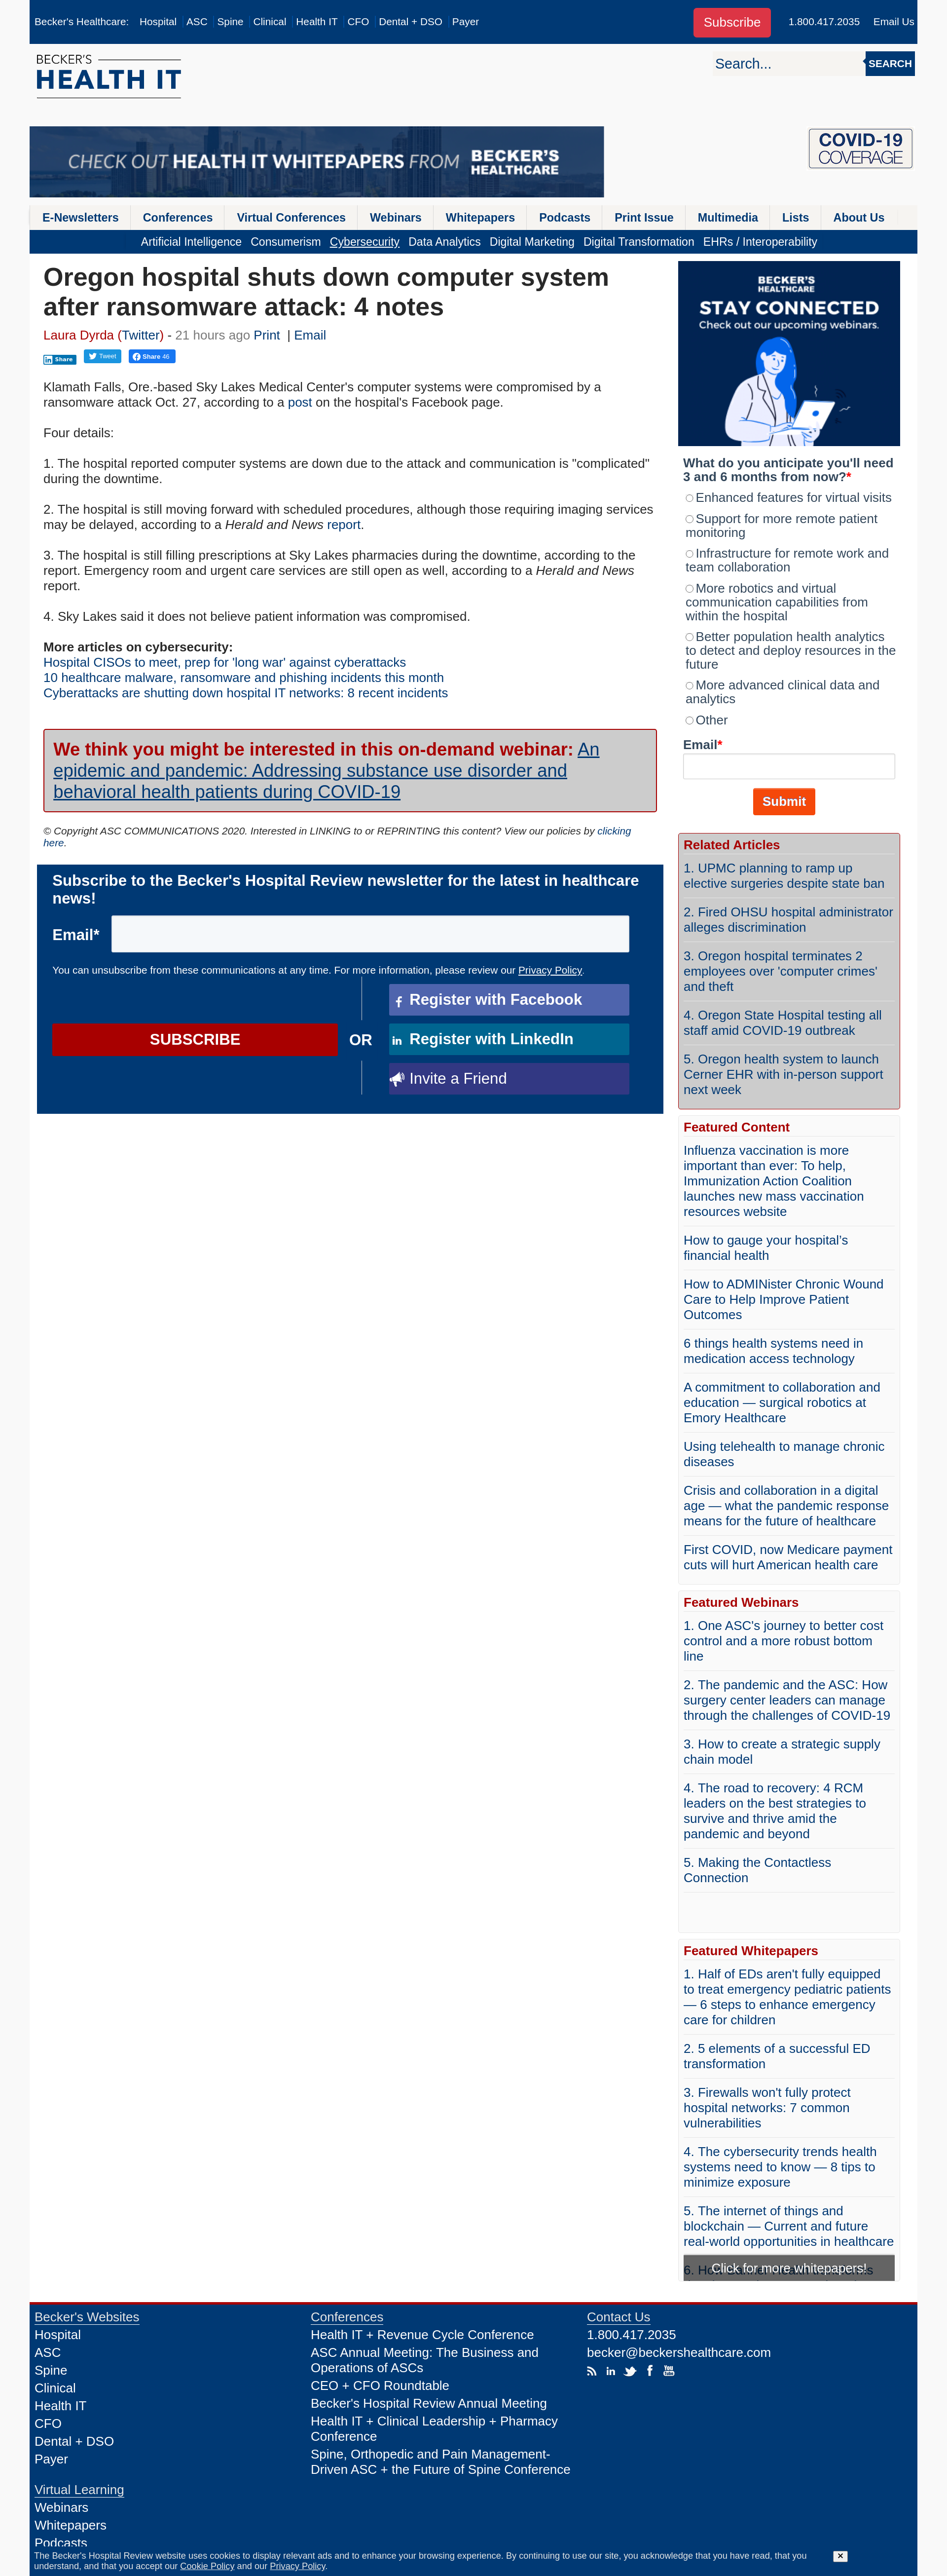 Becker's Healthcare: Hospital ASC Spine Clinical Health IT CFO Dental + DSO Payer
Subscribe 1.800.417.2035 Email Us
BECKER'S
HEALTH IT
Search... SEARCH
CHECK OUT HEALTH IT WHITEPAPERS FROM BECKER'S
HEALTHCARE
COVID-19
COVERAGE
E-Newsletters Conferences Virtual Conferences Webinars Whitepapers Podcasts Print Issue Multimedia Lists About Us
Artificial Intelligence Consumerism Cybersecurity Data Analytics Digital Marketing Digital Transformation EHRs / Interoperability
Oregon hospital shuts down computer system
after ransomware attack: 4 notes
Laura Dyrda (Twitter) - 21 hours ago Print | Email
in Share Tweet Share 46
Klamath Falls, Ore.-based Sky Lakes Medical Center's computer systems were compromised by a
ransomware attack Oct. 27, according to a post on the hospital's Facebook page.
Four details:
1. The hospital reported computer systems are down due to the attack and communication is "complicated"
during the downtime.
2. The hospital is still moving forward with scheduled procedures, although those requiring imaging services
may be delayed, according to a Herald and News report.
3. The hospital is still filling prescriptions at Sky Lakes pharmacies during the downtime, according to the
report. Emergency room and urgent care services are still open as well, according to a Herald and News
report.
4. Sky Lakes said it does not believe patient information was compromised.
More articles on cybersecurity:
Hospital CISOs to meet, prep for 'long war' against cyberattacks
10 healthcare malware, ransomware and phishing incidents this month
Cyberattacks are shutting down hospital IT networks: 8 recent incidents
We think you might be interested in this on-demand webinar: An
epidemic and pandemic: Addressing substance use disorder and
behavioral health patients during COVID-19
© Copyright ASC COMMUNICATIONS 2020. Interested in LINKING to or REPRINTING this content? View our policies by clicking
here.
Subscribe to the Becker's Hospital Review newsletter for the latest in healthcare
news!
Email*
You can unsubscribe from these communications at any time. For more information, please review our Privacy Policy.
SUBSCRIBE
OR
Register with Facebook
Register with LinkedIn
Invite a Friend
BECKER'S
HEALTHCARE
STAY CONNECTED
Check out our upcoming webinars.
What do you anticipate you'll need
3 and 6 months from now?*
Enhanced features for virtual visits
Support for more remote patient
monitoring
Infrastructure for remote work and
team collaboration
More robotics and virtual
communication capabilities from
within the hospital
Better population health analytics
to detect and deploy resources in the
future
More advanced clinical data and
analytics
Other
Email*
Submit
Related Articles
1. UPMC planning to ramp up
elective surgeries despite state ban
2. Fired OHSU hospital administrator
alleges discrimination
3. Oregon hospital terminates 2
employees over 'computer crimes'
and theft
4. Oregon State Hospital testing all
staff amid COVID-19 outbreak
5. Oregon health system to launch
Cerner EHR with in-person support
next week
Featured Content
Influenza vaccination is more
important than ever: To help,
Immunization Action Coalition
launches new mass vaccination
resources website
How to gauge your hospital's
financial health
How to ADMINister Chronic Wound
Care to Help Improve Patient
Outcomes
6 things health systems need in
medication access technology
A commitment to collaboration and
education — surgical robotics at
Emory Healthcare
Using telehealth to manage chronic
diseases
Crisis and collaboration in a digital
age — what the pandemic response
means for the future of healthcare
First COVID, now Medicare payment
cuts will hurt American health care
Featured Webinars
1. One ASC's journey to better cost
control and a more robust bottom
line
2. The pandemic and the ASC: How
surgery center leaders can manage
through the challenges of COVID-19
3. How to create a strategic supply
chain model
4. The road to recovery: 4 RCM
leaders on the best strategies to
survive and thrive amid the
pandemic and beyond
5. Making the Contactless
Connection
Featured Whitepapers
1. Half of EDs aren't fully equipped
to treat emergency pediatric patients
— 6 steps to enhance emergency
care for children
2. 5 elements of a successful ED
transformation
3. Firewalls won't fully protect
hospital networks: 7 common
vulnerabilities
4. The cybersecurity trends health
systems need to know — 8 tips to
minimize exposure
5. The internet of things and
blockchain — Current and future
real-world opportunities in healthcare
Click for more whitepapers!
Becker's Websites
Hospital
ASC
Spine
Clinical
Health IT
CFO
Dental + DSO
Payer
Virtual Learning
Webinars
Whitepapers
Podcasts
Conferences
Health IT + Revenue Cycle Conference
ASC Annual Meeting: The Business and
Operations of ASCs
CEO + CFO Roundtable
Becker's Hospital Review Annual Meeting
Health IT + Clinical Leadership + Pharmacy
Conference
Spine, Orthopedic and Pain Management-
Driven ASC + the Future of Spine Conference
Contact Us
1.800.417.2035
becker@beckershealthcare.com
The Becker's Hospital Review website uses cookies to display relevant ads and to enhance your browsing experience. By continuing to use our site, you acknowledge that you have read, that you
understand, and that you accept our Cookie Policy and our Privacy Policy.